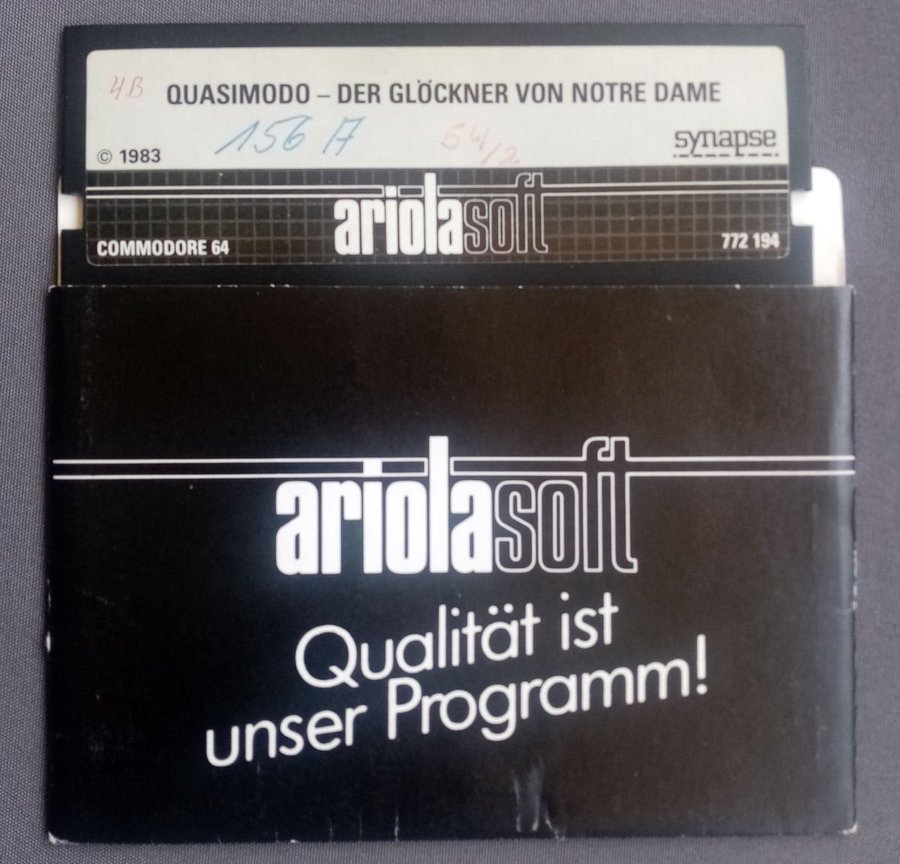 4B
QUASIMODO – DER GLÖCKNER VON NOTRE DAME
156 A 54/2
© 1983 synapse
ariolasoft
COMMODORE 64 772 194
ariolasoft
Qualität ist
unser Programm!